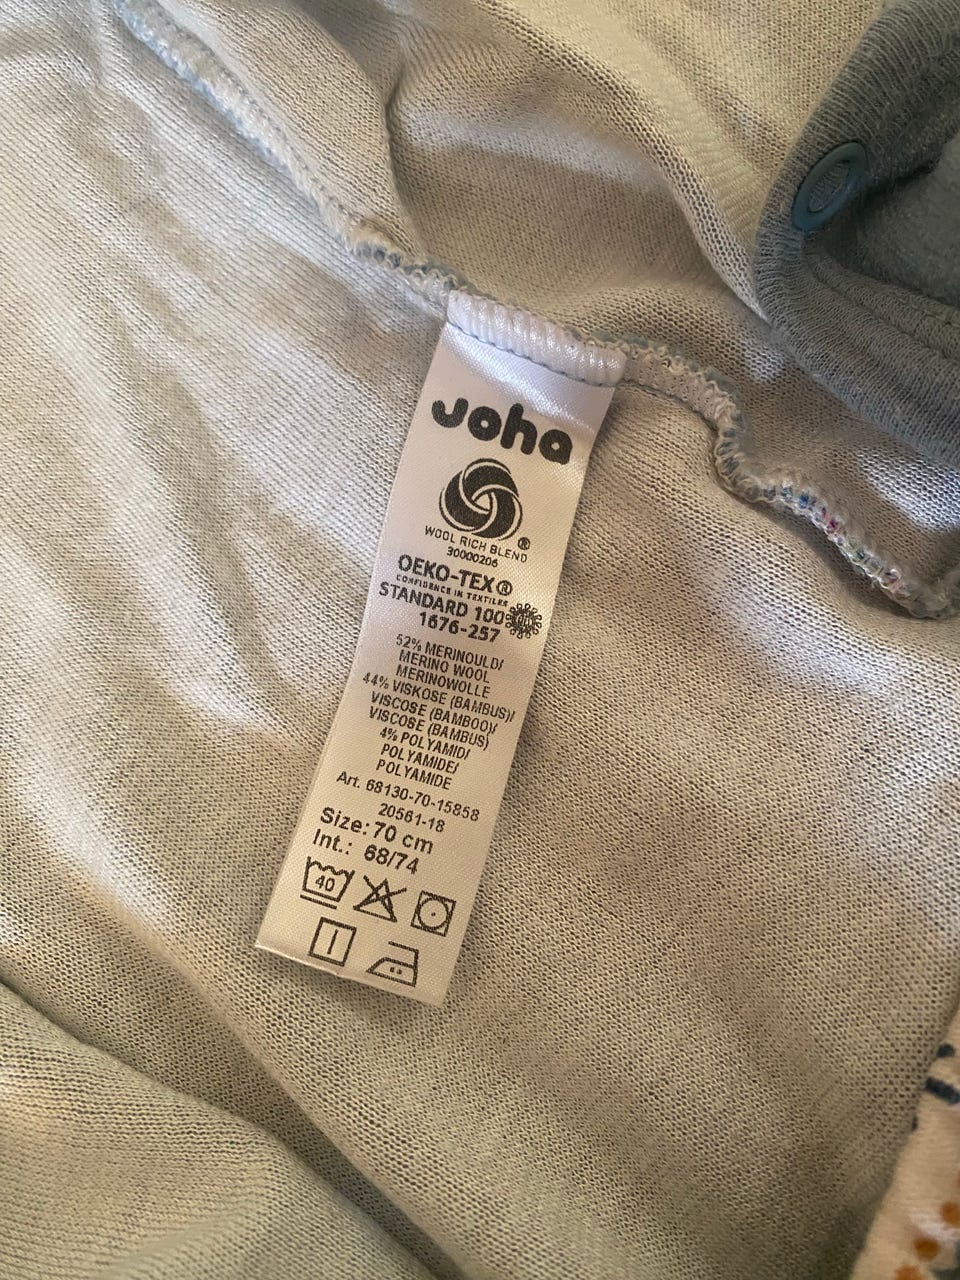 Joha
WOOL RICH BLEND ®
30000206
OEKO-TEX®
CONFIDENCE IN TEXTILES
STANDARD 100
1676-257
52% MERINOULD/
MERINO WOOL
MERINOWOLLE
44% VISKOSE (BAMBUS)/
VISCOSE (BAMBOO)/
VISCOSE (BAMBUS)
4% POLYAMID/
POLYAMIDE/
POLYAMIDE
Art. 68130-70-15858
20561-18
Size: 70 cm
Int.: 68/74
40